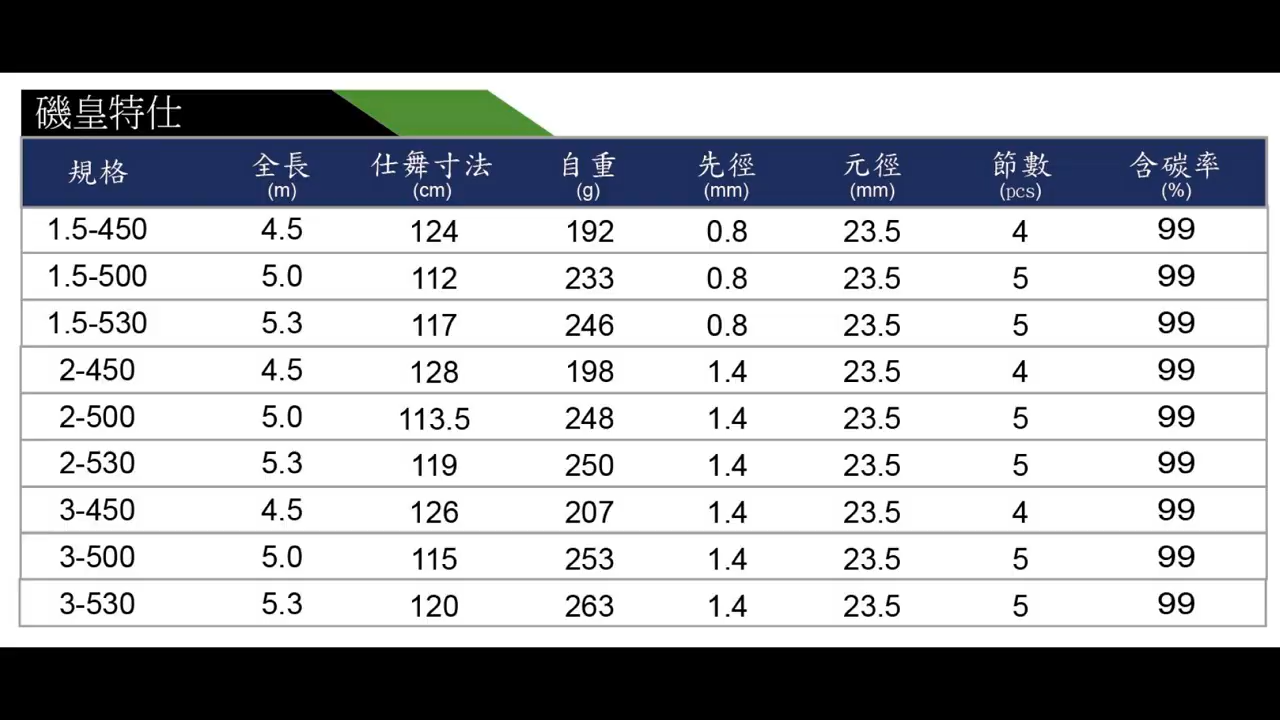 磯皇特仕
規格 全長 仕舞寸法 自重 先徑 元徑 節數 含碳率
(m) (cm) (g) (mm) (mm) (pcs) (%)
1.5-450 4.5 124 192 0.8 23.5 4 99
1.5-500 5.0 112 233 0.8 23.5 5 99
1.5-530 5.3 117 246 0.8 23.5 5 99
2-450 4.5 128 198 1.4 23.5 4 99
2-500 5.0 113.5 248 1.4 23.5 5 99
2-530 5.3 119 250 1.4 23.5 5 99
3-450 4.5 126 207 1.4 23.5 4 99
3-500 5.0 115 253 1.4 23.5 5 99
3-530 5.3 120 263 1.4 23.5 5 99